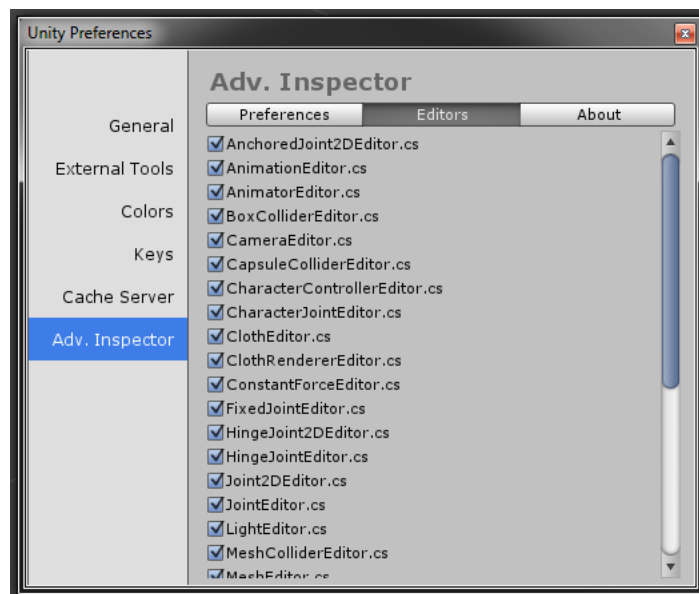 Unity Preferences
Adv. Inspector
Preferences Editors About
General
External Tools
Colors
Keys
Cache Server
Adv. Inspector
AnchoredJoint2DEditor.cs
AnimationEditor.cs
AnimatorEditor.cs
BoxColliderEditor.cs
CameraEditor.cs
CapsuleColliderEditor.cs
CharacterControllerEditor.cs
CharacterJointEditor.cs
ClothEditor.cs
ClothRendererEditor.cs
ConstantForceEditor.cs
FixedJointEditor.cs
HingeJoint2DEditor.cs
HingeJointEditor.cs
Joint2DEditor.cs
JointEditor.cs
LightEditor.cs
MeshColliderEditor.cs
MeshEditor.cs